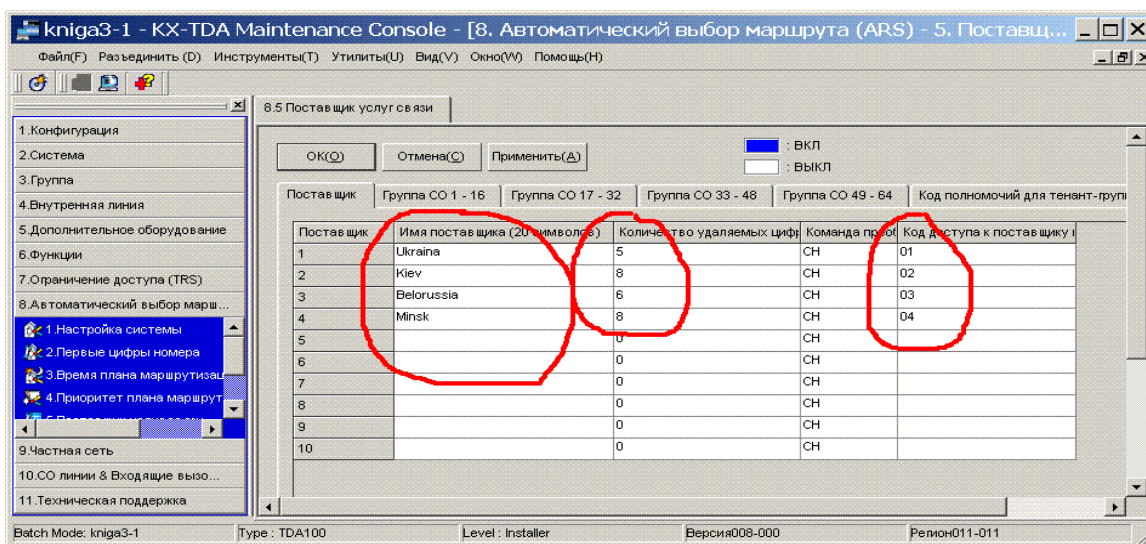 kniga3-1 - KX-TDA Maintenance Console - [8. Автоматический выбор маршрута (ARS) - 5. Поставщ...
Файл(F) Разъединить (D) Инструменты(T) Утилиты(U) Вид(V) Окно(W) Помощь(H)
8.5 Поставщик услуг связи
1.Конфигурация
2.Система
3.Группа
4.Внутренняя линия
5.Дополнительное оборудование
6.Функции
7.Ограничение доступа (TRS)
8.Автоматический выбор марш...
1.Настройка системы
2.Первые цифры номера
3.Время плана маршрутизац
4.Приоритет плана маршрут
9.Частная сеть
10.CO линии & Входящие вызо...
11.Техническая поддержка
OK(O) Отмена(C) Применить(A)
: ВКЛ
: ВЫКЛ
Поставщик Группа CO 1 - 16 Группа CO 17 - 32 Группа CO 33 - 48 Группа CO 49 - 64 Код полномочий для тенант-групп
Поставщик Имя поставщика (20 символов) Количество удаляемых цифр Команда преоб Код доступа к поставщику
1 Ukraina 5 CH 01
2 Kiev 8 CH 02
3 Belorussia 6 CH 03
4 Minsk 8 CH 04
5 0 CH
6 0 CH
7 0 CH
8 0 CH
9 0 CH
10 0 CH
Batch Mode: kniga3-1 Type : TDA100 Level : Installer Версия008-000 Регион011-011